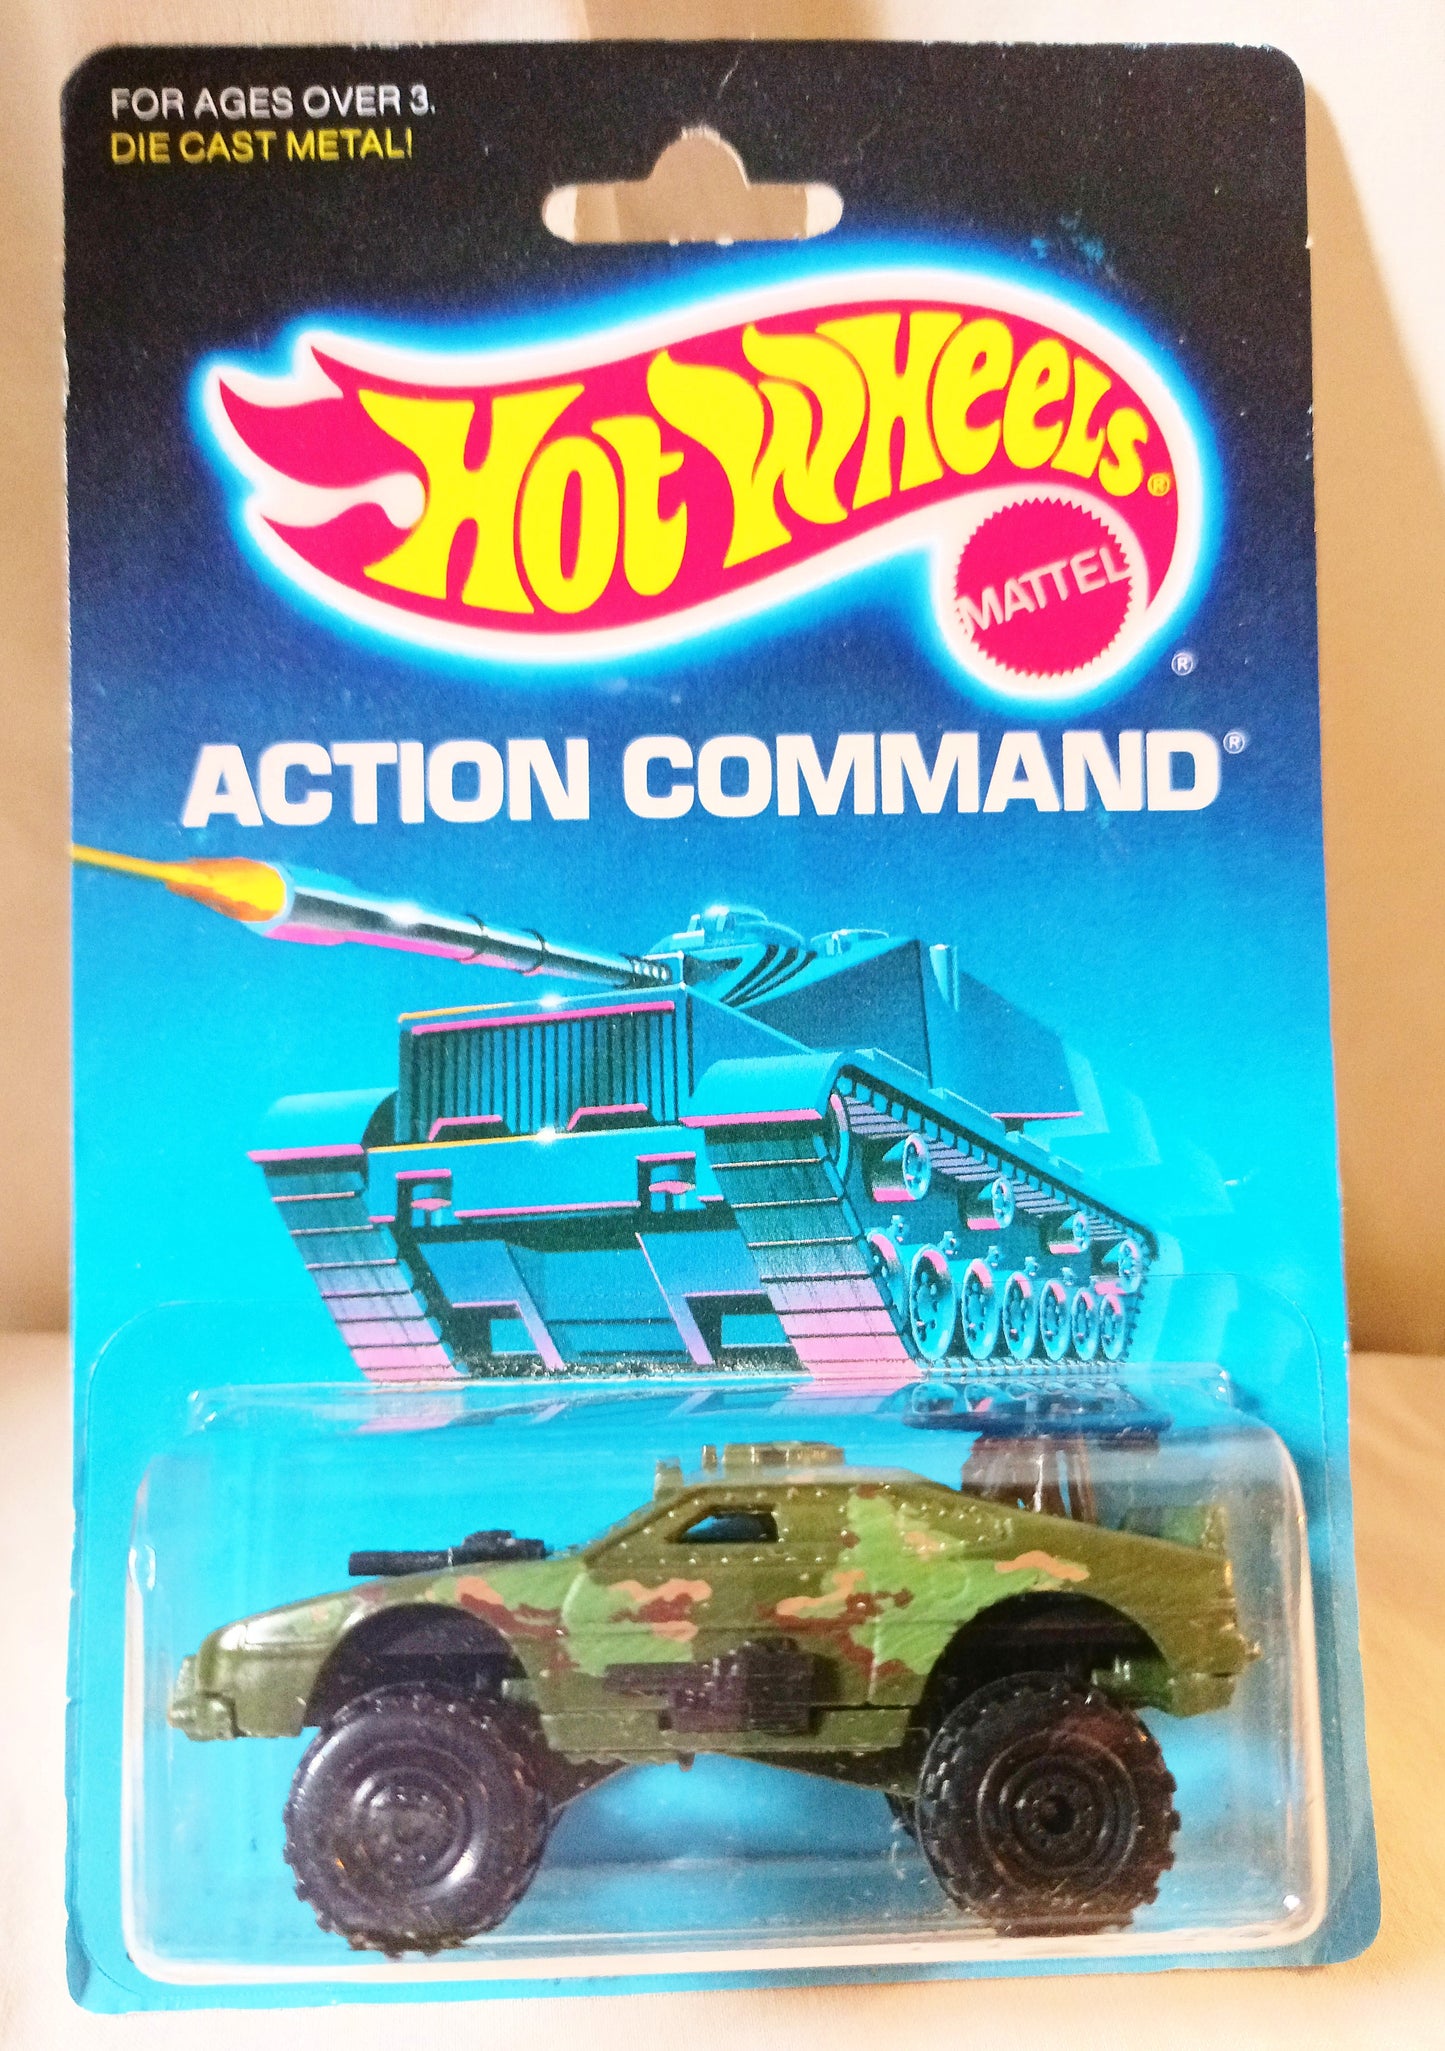 FOR AGES OVER 3.
DIE CAST METAL!
HOT WHEELS®
MATTEL
®
ACTION COMMAND®